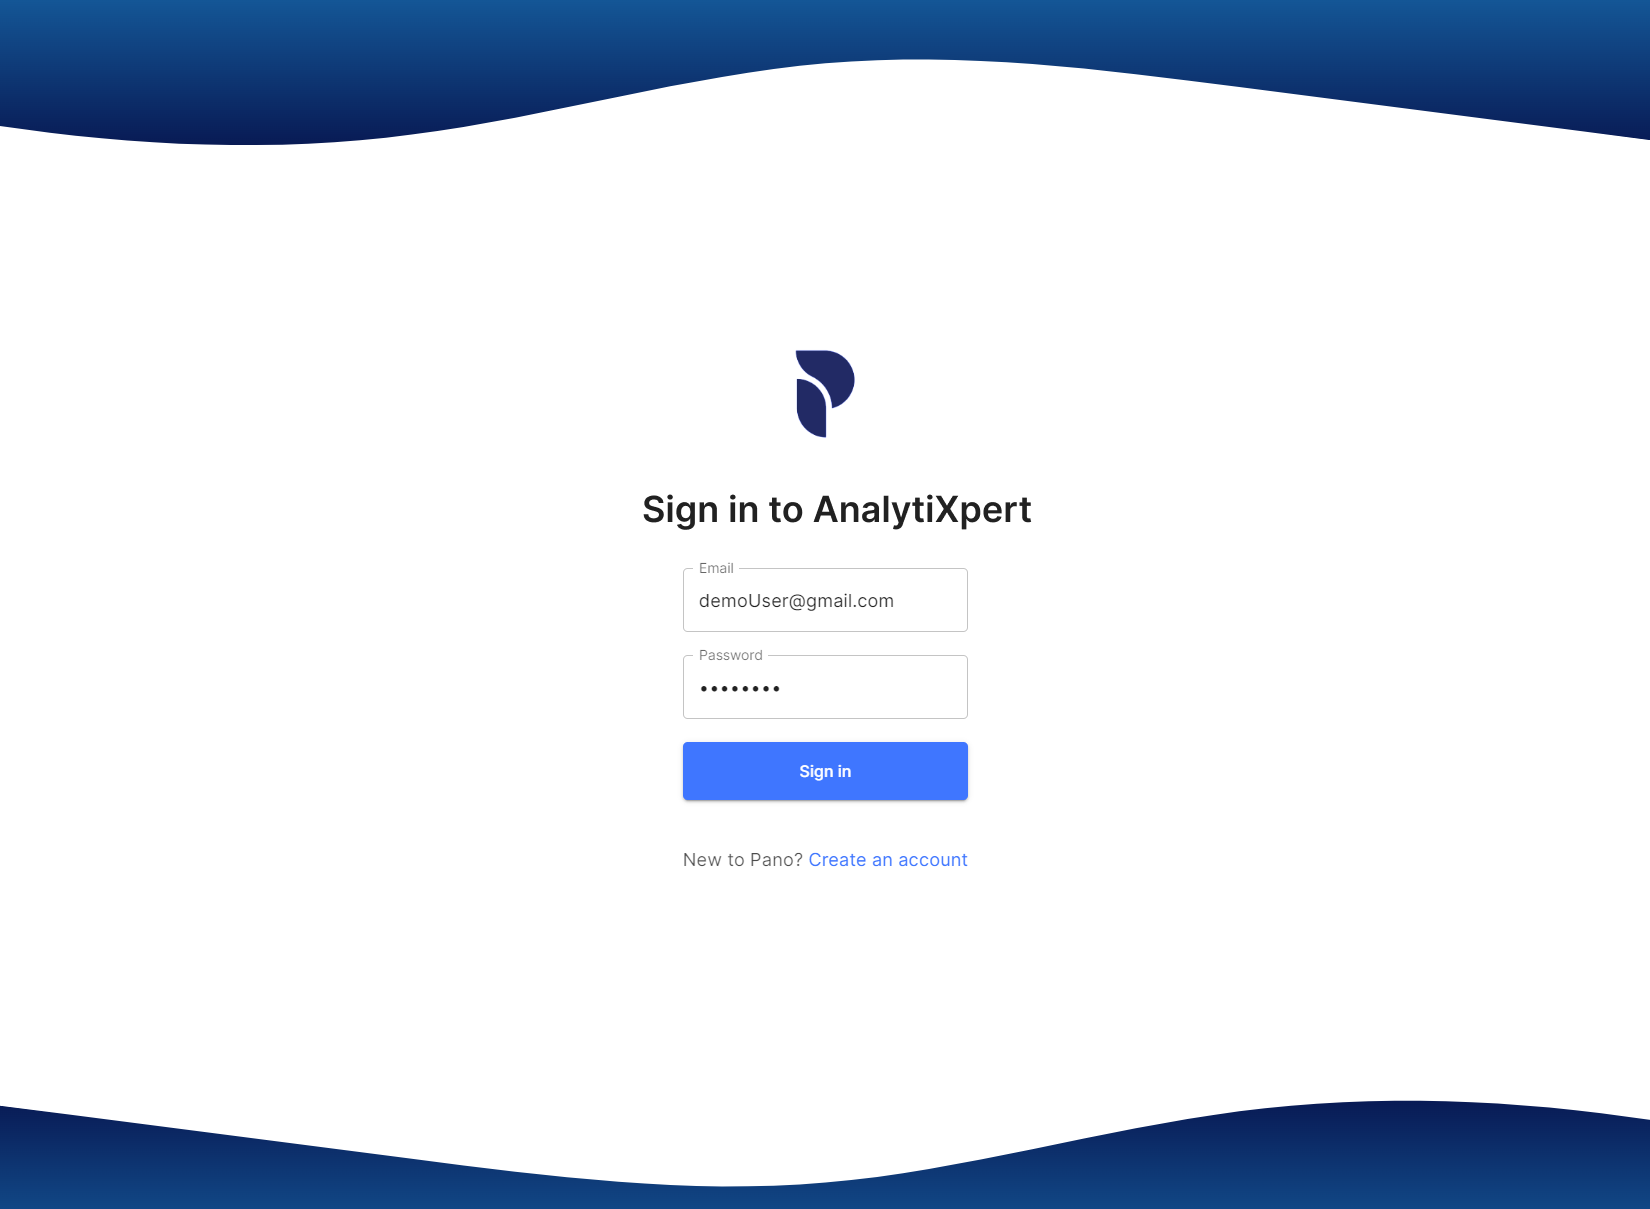 Sign in to AnalytiXpert
Email
demoUser@gmail.com
Password
••••••••
Sign in
New to Pano? Create an account